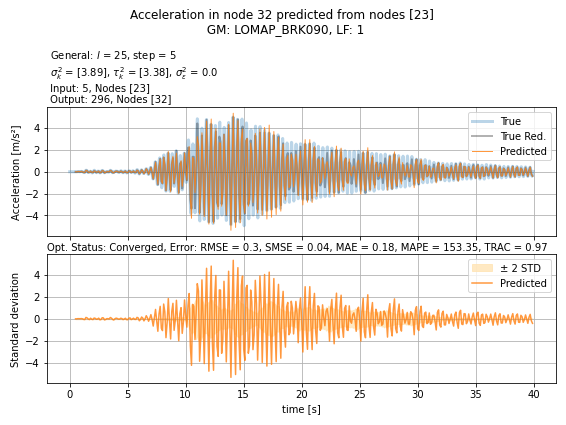 Acceleration in node 32 predicted from nodes [23]
GM: LOMAP_BRK090, LF: 1
General: l = 25, step = 5
σ²ₖ = [3.89], τ²ₖ = [3.38], σ²ε = 0.0
Input: 5, Nodes [23]
Output: 296, Nodes [32]
Acceleration [m/s²]
4
2
0
−2
−4
True
True Red.
Predicted
Opt. Status: Converged, Error: RMSE = 0.3, SMSE = 0.04, MAE = 0.18, MAPE = 153.35, TRAC = 0.97
Standard deviation
4
2
0
−2
−4
± 2 STD
Predicted
0 5 10 15 20 25 30 35 40
time [s]